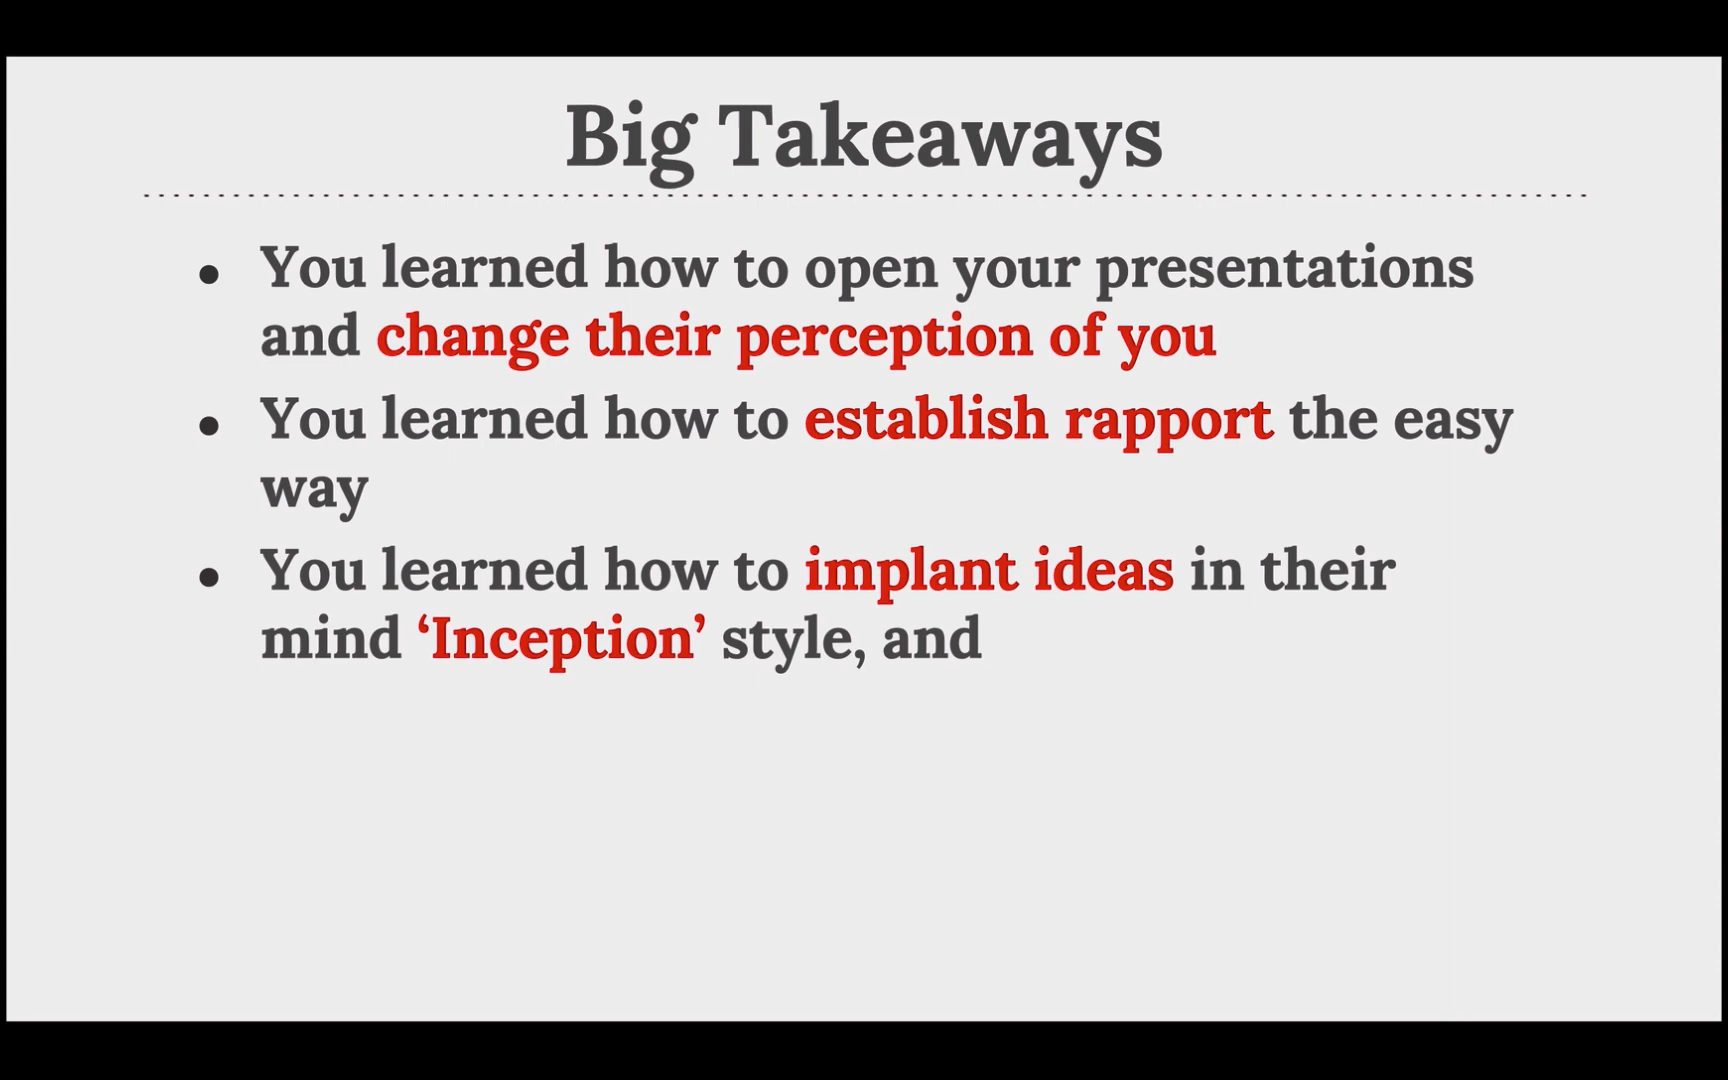 Big Takeaways
• You learned how to open your presentations
and change their perception of you
• You learned how to establish rapport the easy
way
• You learned how to implant ideas in their
mind ‘Inception’ style, and